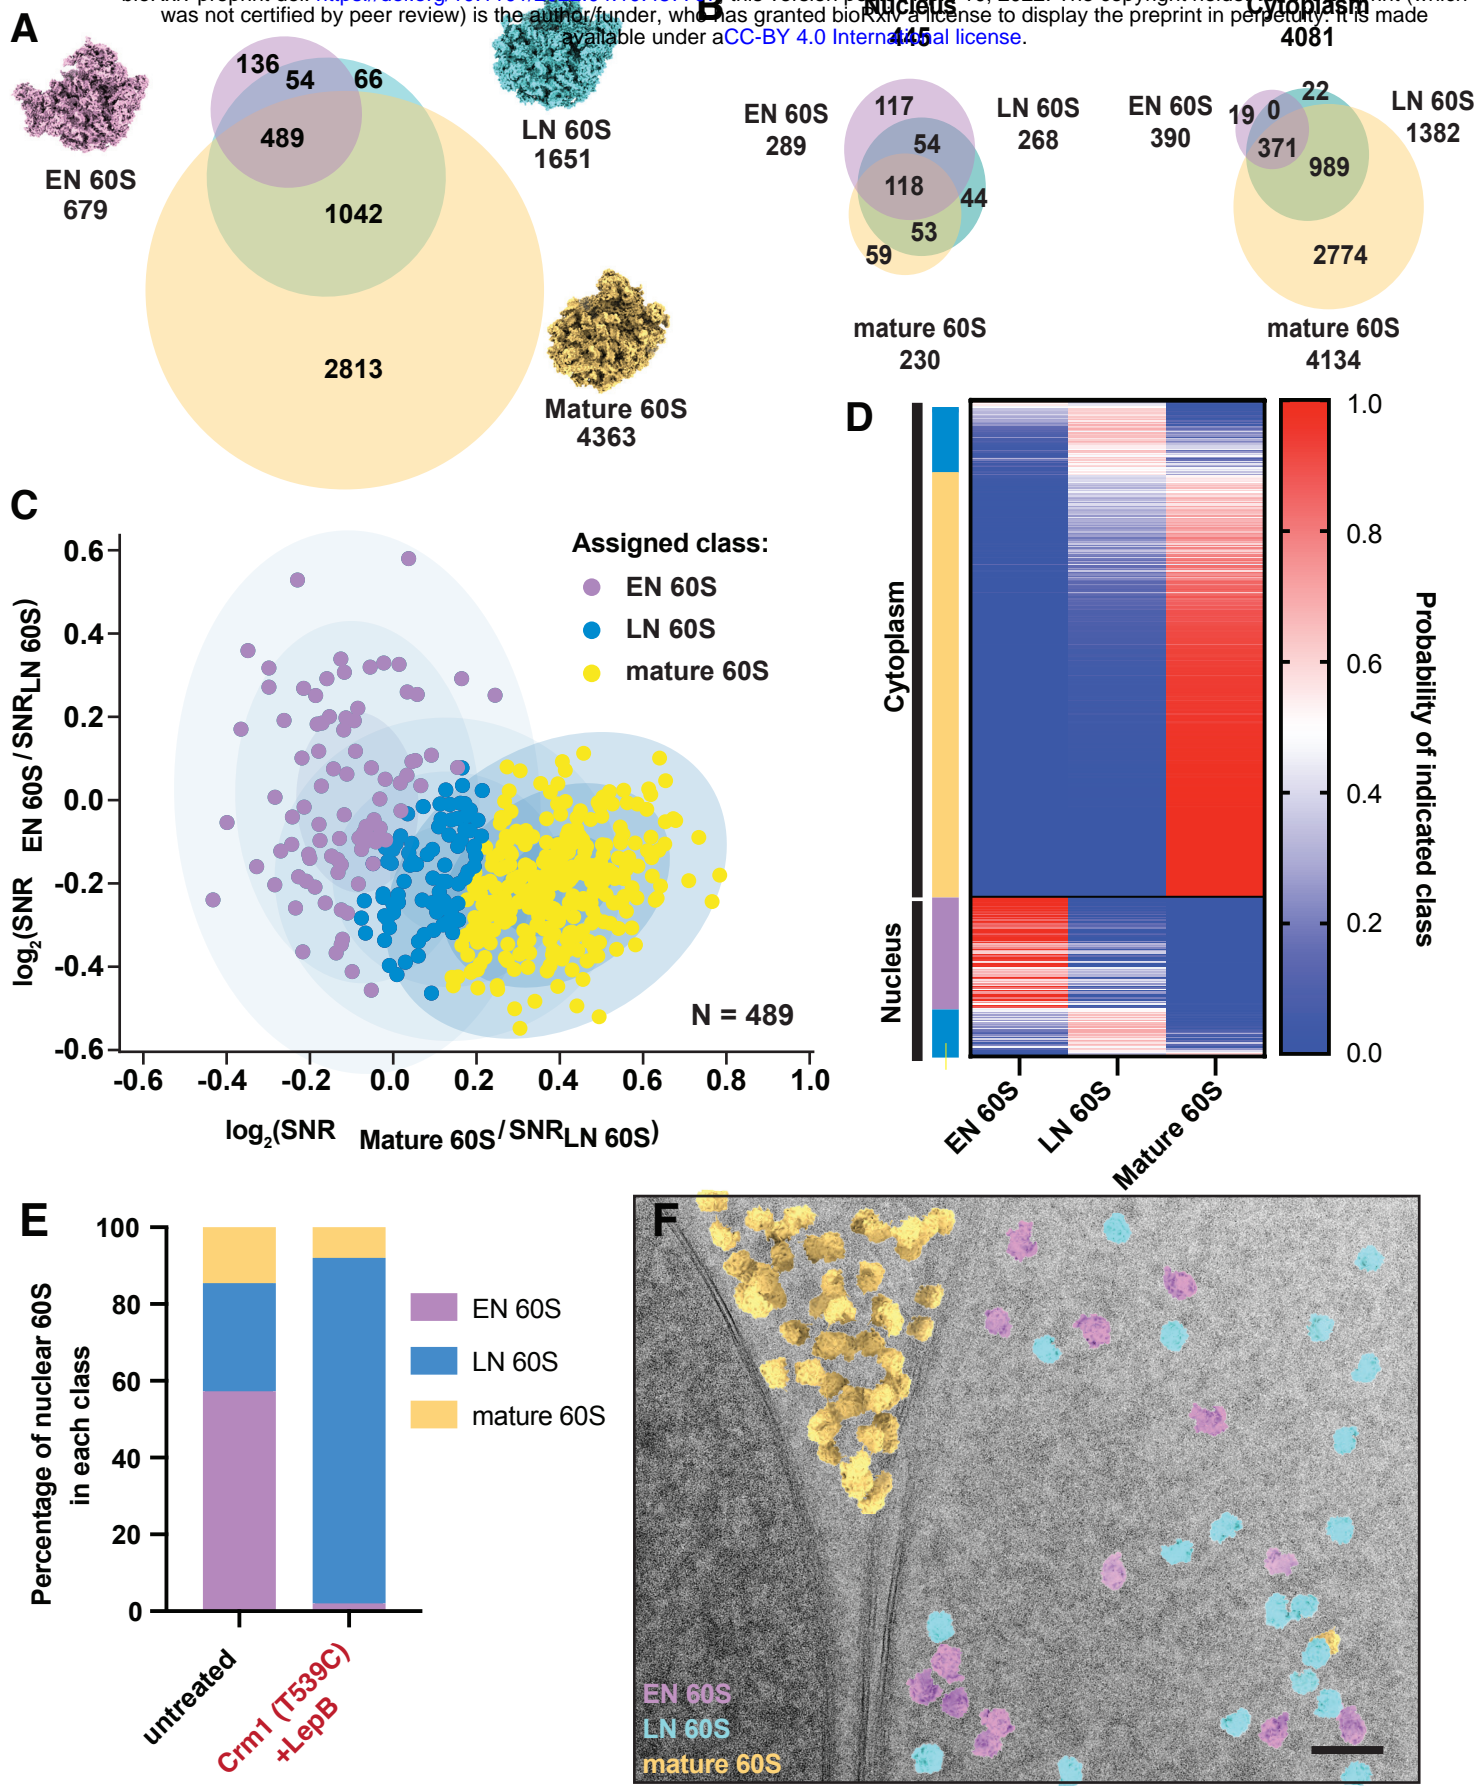 was not certified by peer review) is the author/funder, who has granted bioRxiv a license to display the preprint in perpetuity. It is made
available under aCC-BY 4.0 International license.
A
136
54
66
489
1042
2813
EN 60S
679
LN 60S
1651
Mature 60S
4363
B
Nucleus
445
EN 60S
289
117
54
118
44
53
59
LN 60S
268
mature 60S
230
Cytoplasm
4081
EN 60S
390
19
0
22
371
989
2774
LN 60S
1382
mature 60S
4134
C
log2(SNR EN 60S/SNRLN 60S)
0.6
0.4
0.2
0.0
-0.2
-0.4
-0.6
Assigned class:
EN 60S
LN 60S
mature 60S
N = 489
-0.6 -0.4 -0.2 0.0 0.2 0.4 0.6 0.8 1.0
log2(SNR Mature 60S/SNRLN 60S)
D
Cytoplasm
Nucleus
EN 60S
LN 60S
Mature 60S
1.0
0.8
0.6
0.4
0.2
0.0
Probability of indicated class
E
Percentage of nuclear 60S
in each class
100
80
60
40
20
0
untreated
Crm1 (T539C)
+LepB
EN 60S
LN 60S
mature 60S
F
EN 60S
LN 60S
mature 60S